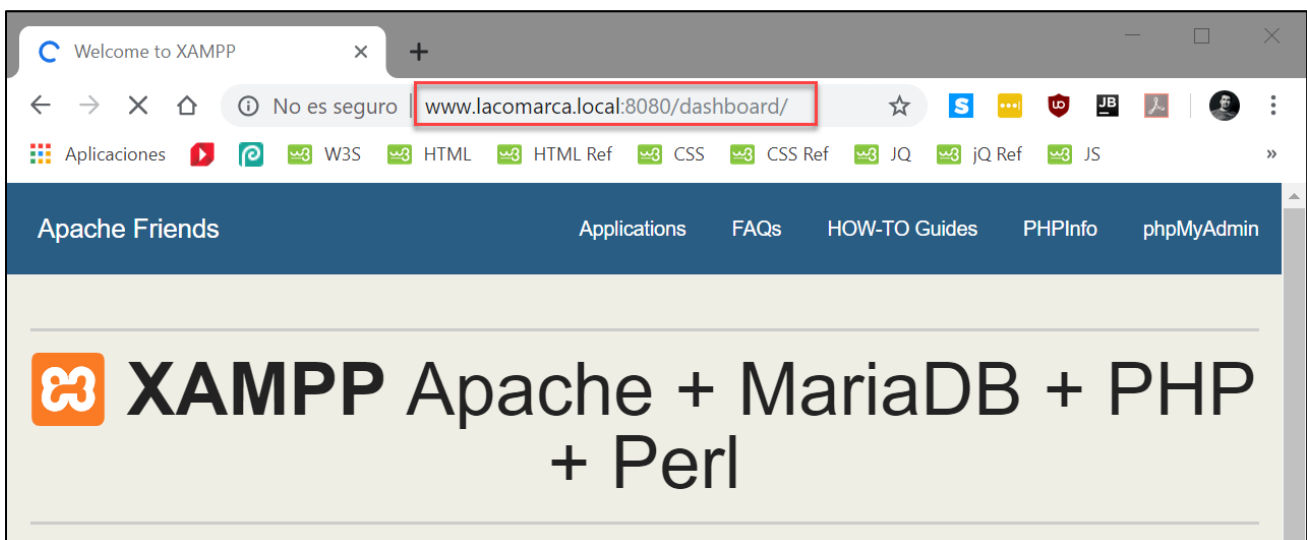 Welcome to XAMPP
No es seguro | www.lacomarca.local:8080/dashboard/
Aplicaciones W3S HTML HTML Ref CSS CSS Ref JQ jQ Ref JS »
Apache Friends Applications FAQs HOW-TO Guides PHPInfo phpMyAdmin
XAMPP Apache + MariaDB + PHP
+ Perl